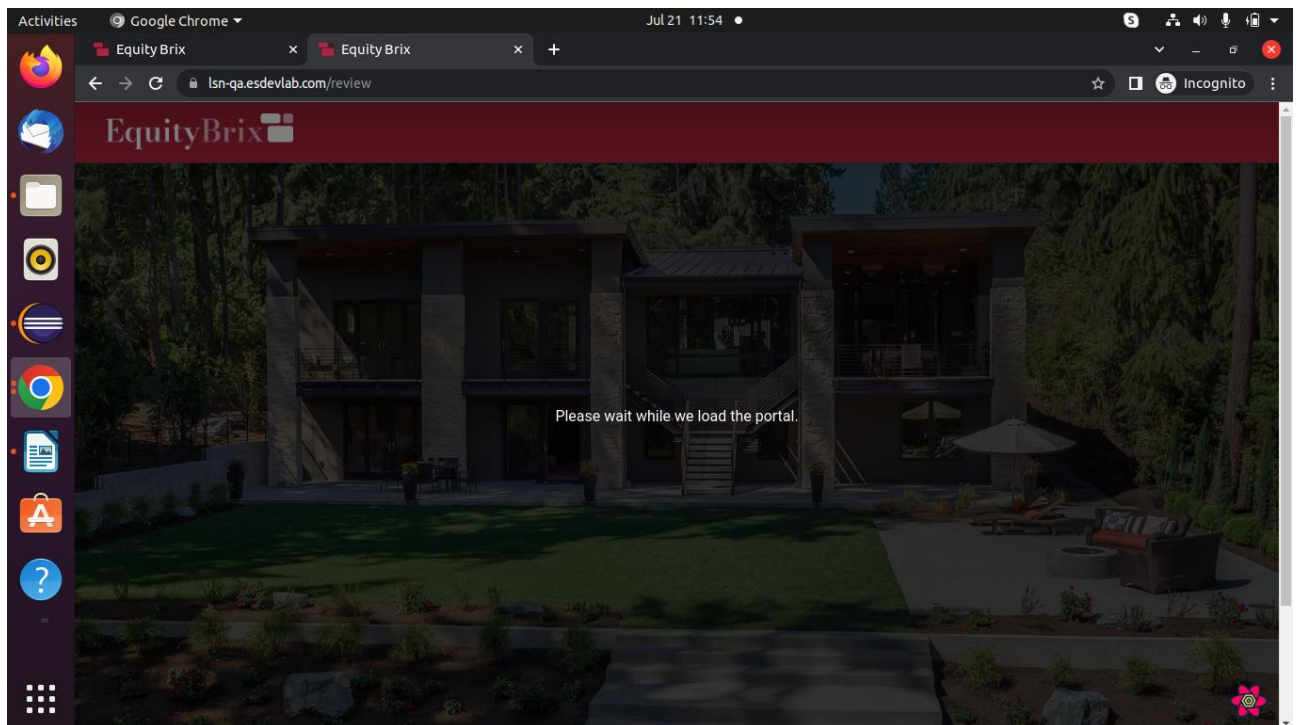 Activities Google Chrome Jul 21 11:54
Equity Brix Equity Brix
lsn-qa.esdevlab.com/review Incognito
EquityBrix
Please wait while we load the portal.